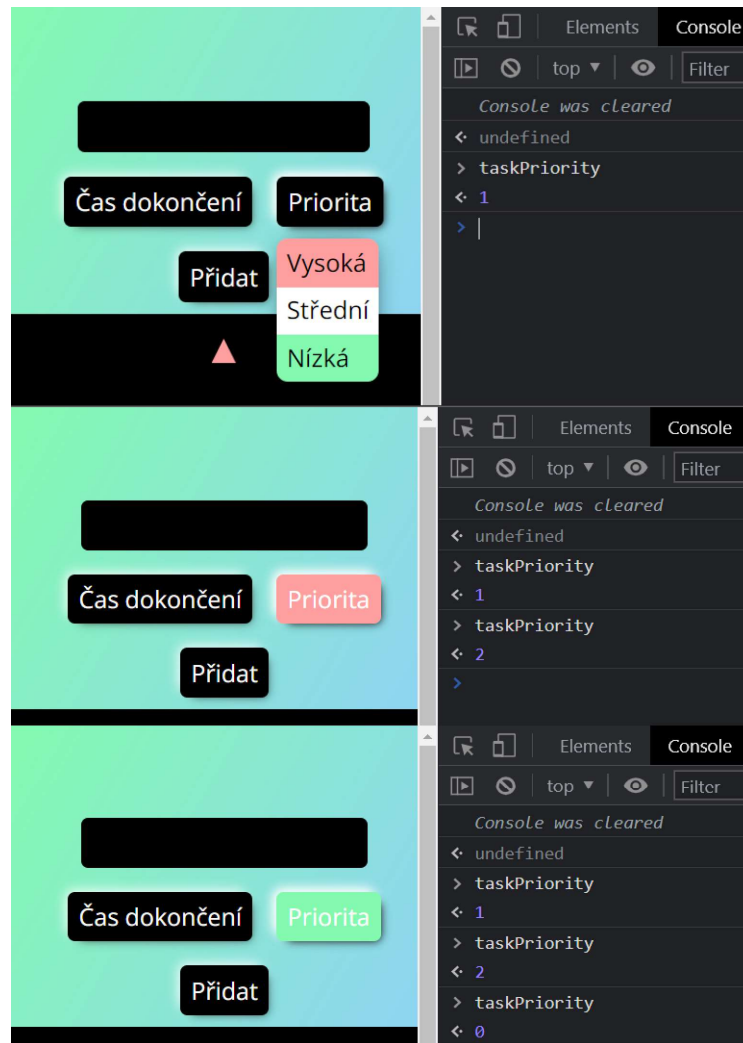 Elements Console
top ▼ Filter
Console was cleared
undefined
> taskPriority
1
>
Čas dokončení Priorita
Přidat
Vysoká
Střední
Nízká
Elements Console
top ▼ Filter
Console was cleared
undefined
> taskPriority
1
> taskPriority
2
>
Čas dokončení Priorita
Přidat
Elements Console
top ▼ Filter
Console was cleared
undefined
> taskPriority
1
> taskPriority
2
> taskPriority
0
Čas dokončení Priorita
Přidat